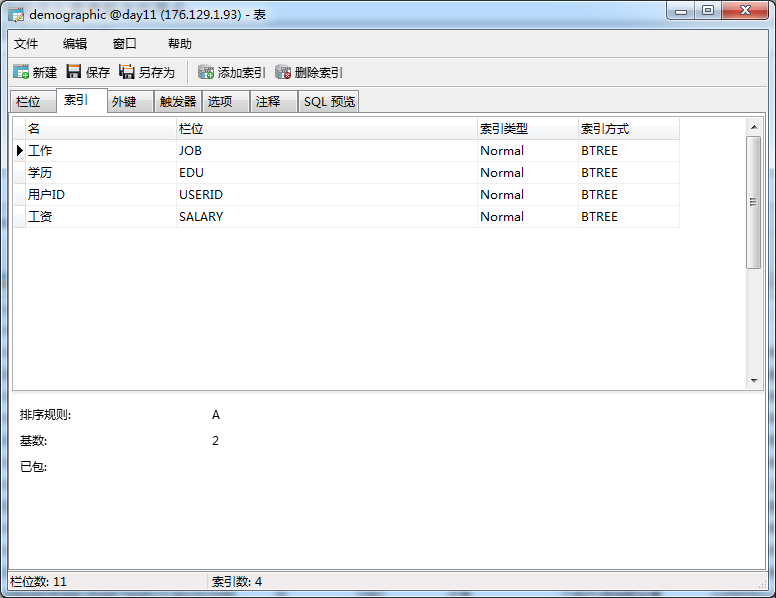 demographic @day11 (176.129.1.93) - 表
文件 编辑 窗口 帮助
新建 保存 另存为 添加索引 删除索引
栏位 索引 外键 触发器 选项 注释 SQL 预览
名 栏位 索引类型 索引方式
工作 JOB Normal BTREE
学历 EDU Normal BTREE
用户ID USERID Normal BTREE
工资 SALARY Normal BTREE
排序规则: A
基数: 2
已包:
栏位数: 11 索引数: 4